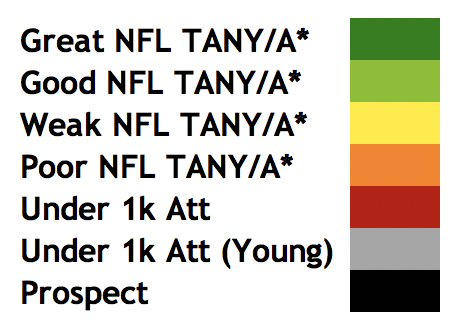 Great NFL TANY/A*
Good NFL TANY/A*
Weak NFL TANY/A*
Poor NFL TANY/A*
Under 1k Att
Under 1k Att (Young)
Prospect